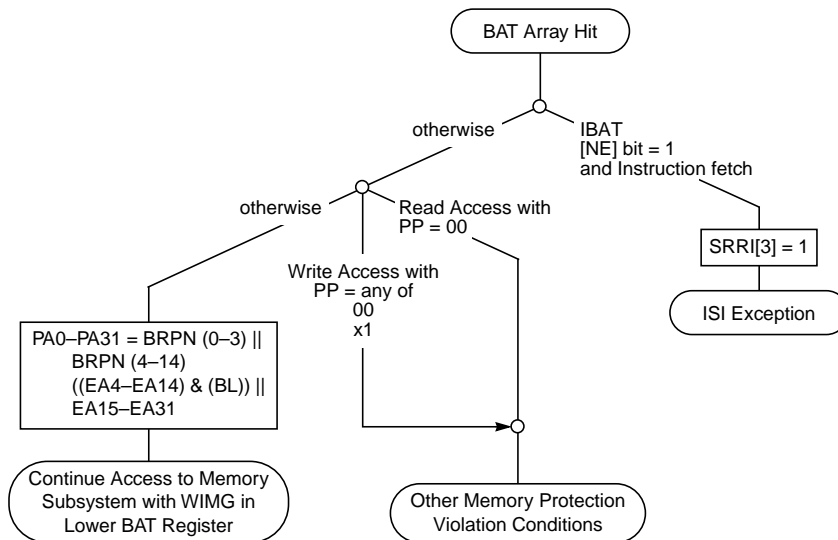 BAT Array Hit
otherwise
IBAT
[NE] bit = 1
and Instruction fetch
otherwise
Read Access with
PP = 00
SRRI[3] = 1
Write Access with
PP = any of
00
x1
ISI Exception
PA0–PA31 = BRPN (0–3) ||
BRPN (4–14)
((EA4–EA14) & (BL)) ||
EA15–EA31
Continue Access to Memory
Subsystem with WIMG in
Lower BAT Register
Other Memory Protection
Violation Conditions